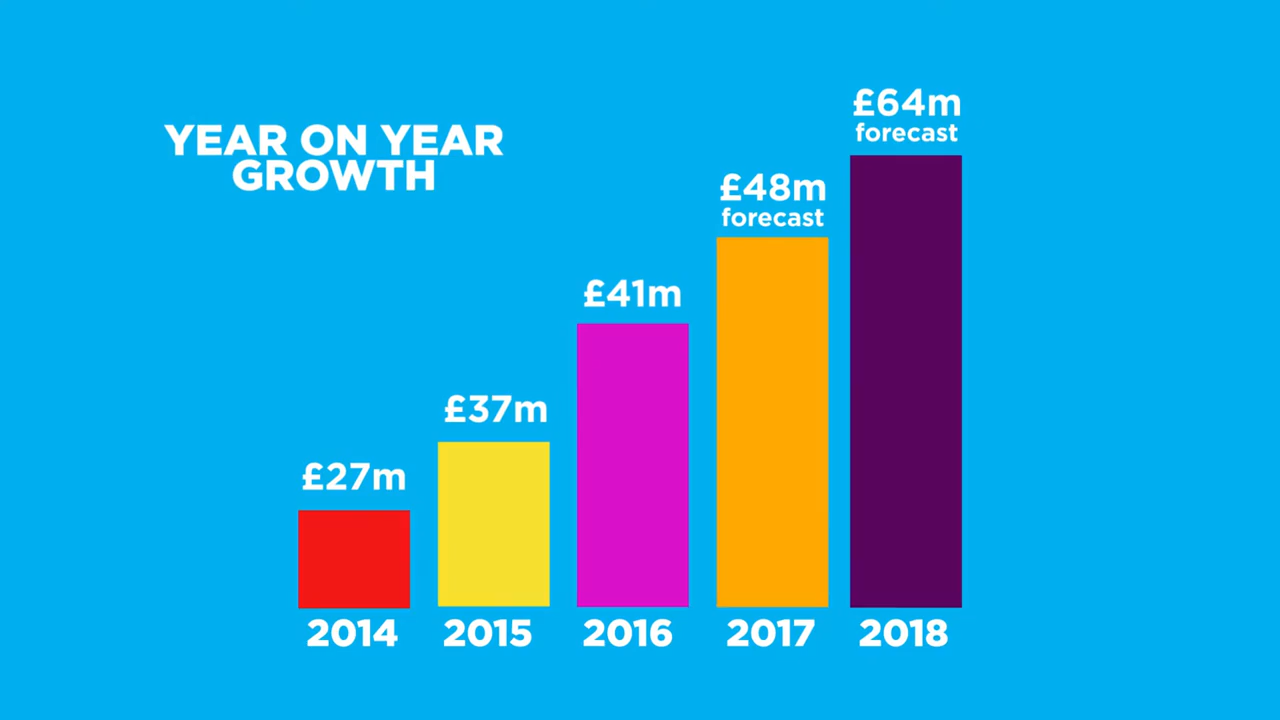 YEAR ON YEAR
GROWTH
£27m
£37m
£41m
£48m
forecast
£64m
forecast
2014
2015
2016
2017
2018